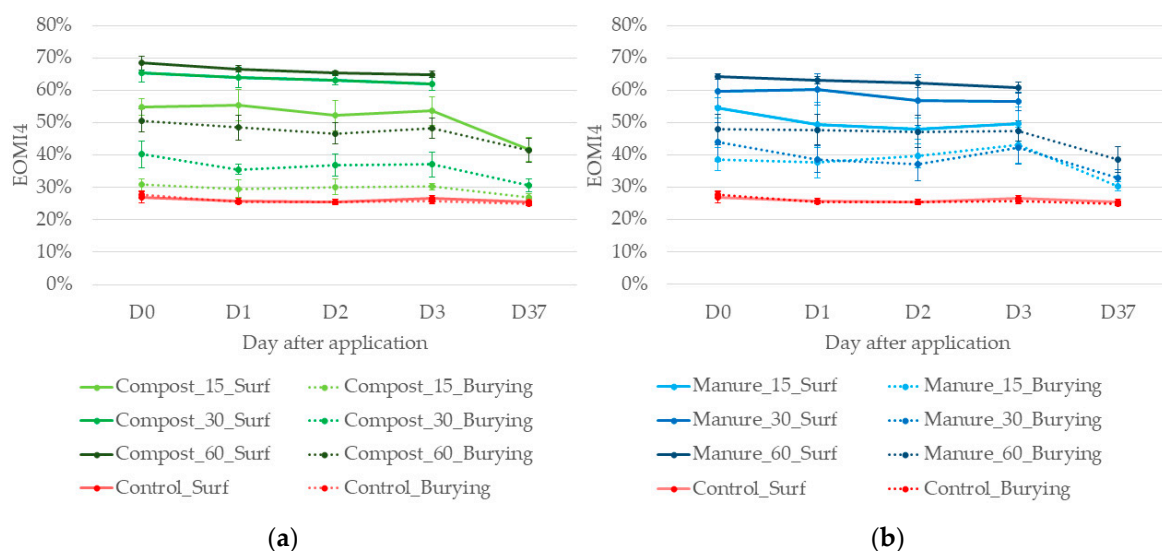 80%
70%
60%
50%
40%
30%
20%
10%
0%
EOMI4
D0 D1 D2 D3 D37
Day after application
Compost_15_Surf Compost_15_Burying
Compost_30_Surf Compost_30_Burying
Compost_60_Surf Compost_60_Burying
Control_Surf Control_Burying
(a)
80%
70%
60%
50%
40%
30%
20%
10%
0%
EOMI4
D0 D1 D2 D3 D37
Day after application
Manure_15_Surf Manure_15_Burying
Manure_30_Surf Manure_30_Burying
Manure_60_Surf Manure_60_Burying
Control_Surf Control_Burying
(b)